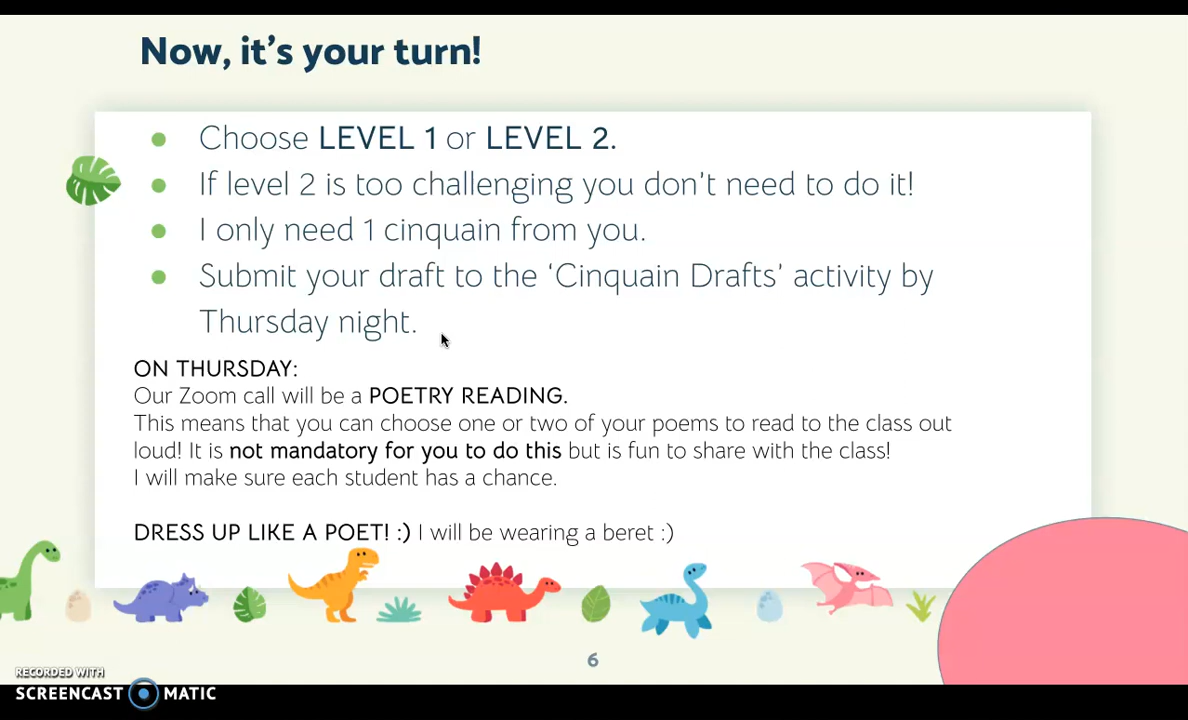 Now, it's your turn!
Choose LEVEL 1 or LEVEL 2.
If level 2 is too challenging you don't need to do it!
I only need 1 cinquain from you.
Submit your draft to the ‘Cinquain Drafts’ activity by
Thursday night.
ON THURSDAY:
Our Zoom call will be a POETRY READING.
This means that you can choose one or two of your poems to read to the class out
loud! It is not mandatory for you to do this but is fun to share with the class!
I will make sure each student has a chance.
DRESS UP LIKE A POET! :) I will be wearing a beret :)
6
RECORDED WITH
SCREENCAST MATIC